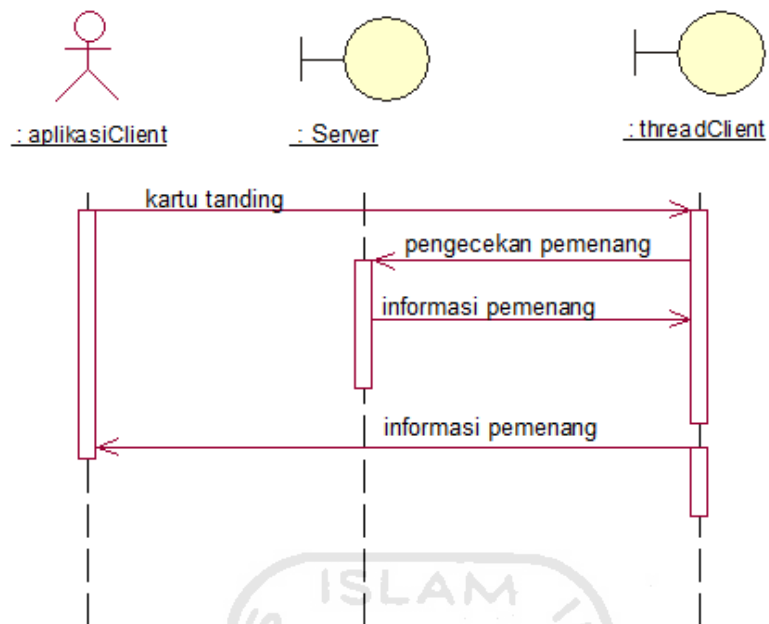 : aplikasiClient
: Server
: threadClient
kartu tanding
pengecekan pemenang
informasi pemenang
informasi pemenang
ISLAM